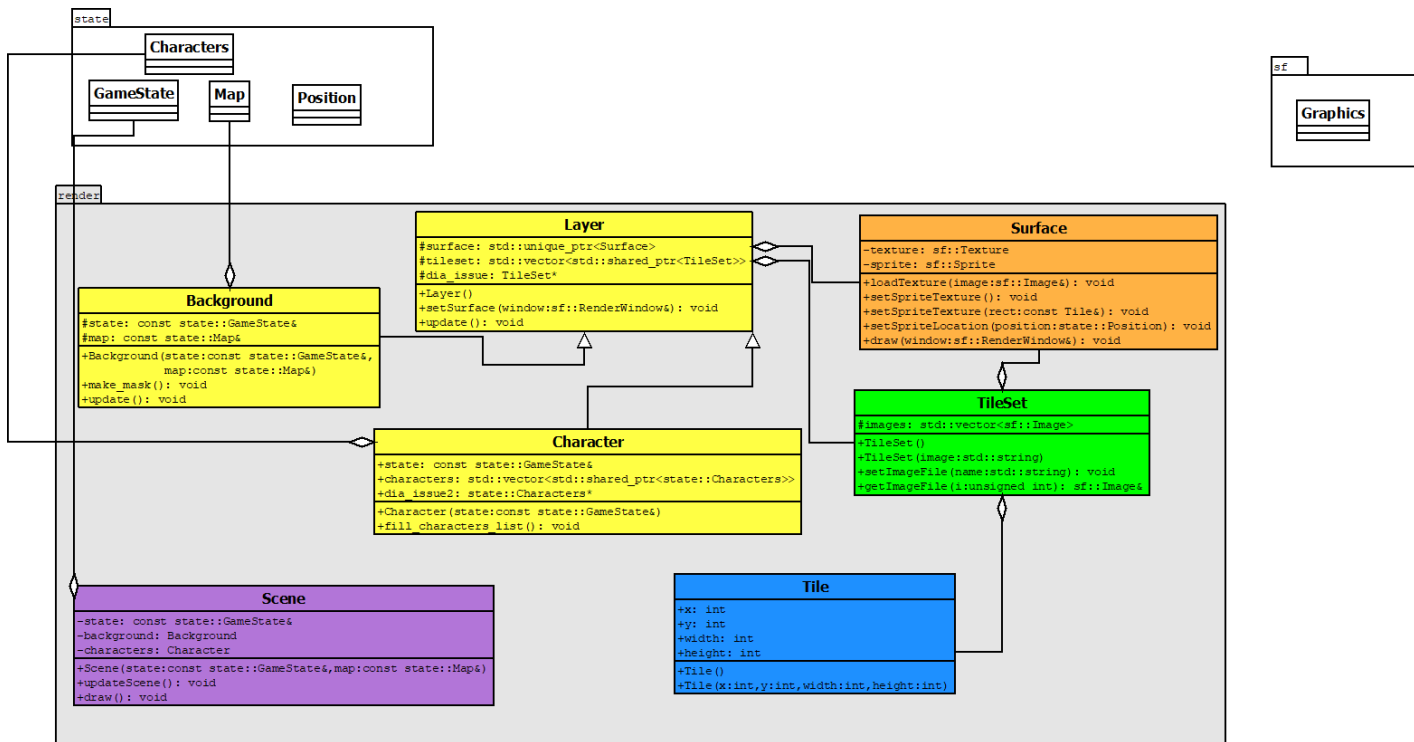 state
Characters
GameState
Map
Position
sf
Graphics
render
Layer
#surface: std::unique_ptr<Surface>
#tileset: std::vector<std::shared_ptr<TileSet>>
#dia_issue: TileSet*
+Layer()
+setSurface(window:sf::RenderWindow&): void
+update(): void
Surface
-texture: sf::Texture
-sprite: sf::Sprite
+loadTexture(image:sf::Image&): void
+setSpriteTexture(): void
+setSpriteTexture(rect:const Tile&): void
+setSpriteLocation(position:state::Position): void
+draw(window:sf::RenderWindow&): void
Background
#state: const state::GameState&
#map: const state::Map&
+Background(state:const state::GameState&,
map:const state::Map&)
+make_mask(): void
+update(): void
TileSet
#images: std::vector<sf::Image>
+TileSet()
+TileSet(image:std::string)
+setImageFile(name:std::string): void
+getImageFile(i:unsigned int): sf::Image&
Character
+state: const state::GameState&
+characters: std::vector<std::shared_ptr<state::Characters>>
+dia_issue2: state::Characters*
+Character(state:const state::GameState&)
+fill_characters_list(): void
Scene
-state: const state::GameState&
-background: Background
-characters: Character
+Scene(state:const state::GameState&,map:const state::Map&)
+updateScene(): void
+draw(): void
Tile
+x: int
+y: int
+width: int
+height: int
+Tile()
+Tile(x:int,y:int,width:int,height:int)